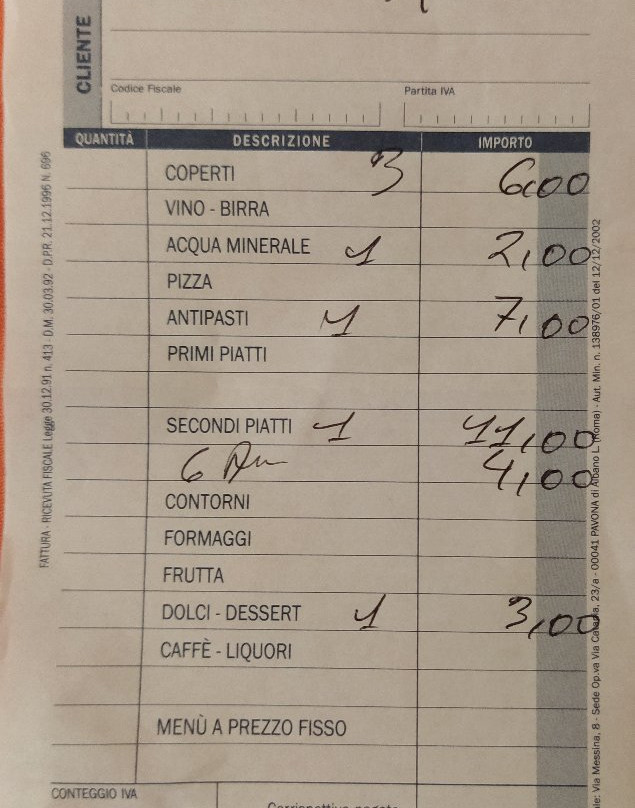 CLIENTE
Codice Fiscale Partita IVA
QUANTITÀ DESCRIZIONE IMPORTO
COPERTI 3 6,00
VINO - BIRRA
ACQUA MINERALE 1 2,00
PIZZA
ANTIPASTI 1 7,00
PRIMI PIATTI
SECONDI PIATTI 1 11,00
6 4,00
CONTORNI
FORMAGGI
FRUTTA
DOLCI - DESSERT 1 3,00
CAFFÈ - LIQUORI
MENÙ A PREZZO FISSO
CONTEGGIO IVA
FATTURA - RICEVUTA FISCALE Legge 30.12.91 n. 413 - D.M. 30.03.92 - D.P.R. 21.12.1996 N. 696
Via Messina, 8 - Sede Op.va Via Catania, 23/a - 00041 PAVONA di Albano L. (Roma) - Aut. Min. n. 138976/01 del 12/12/2002